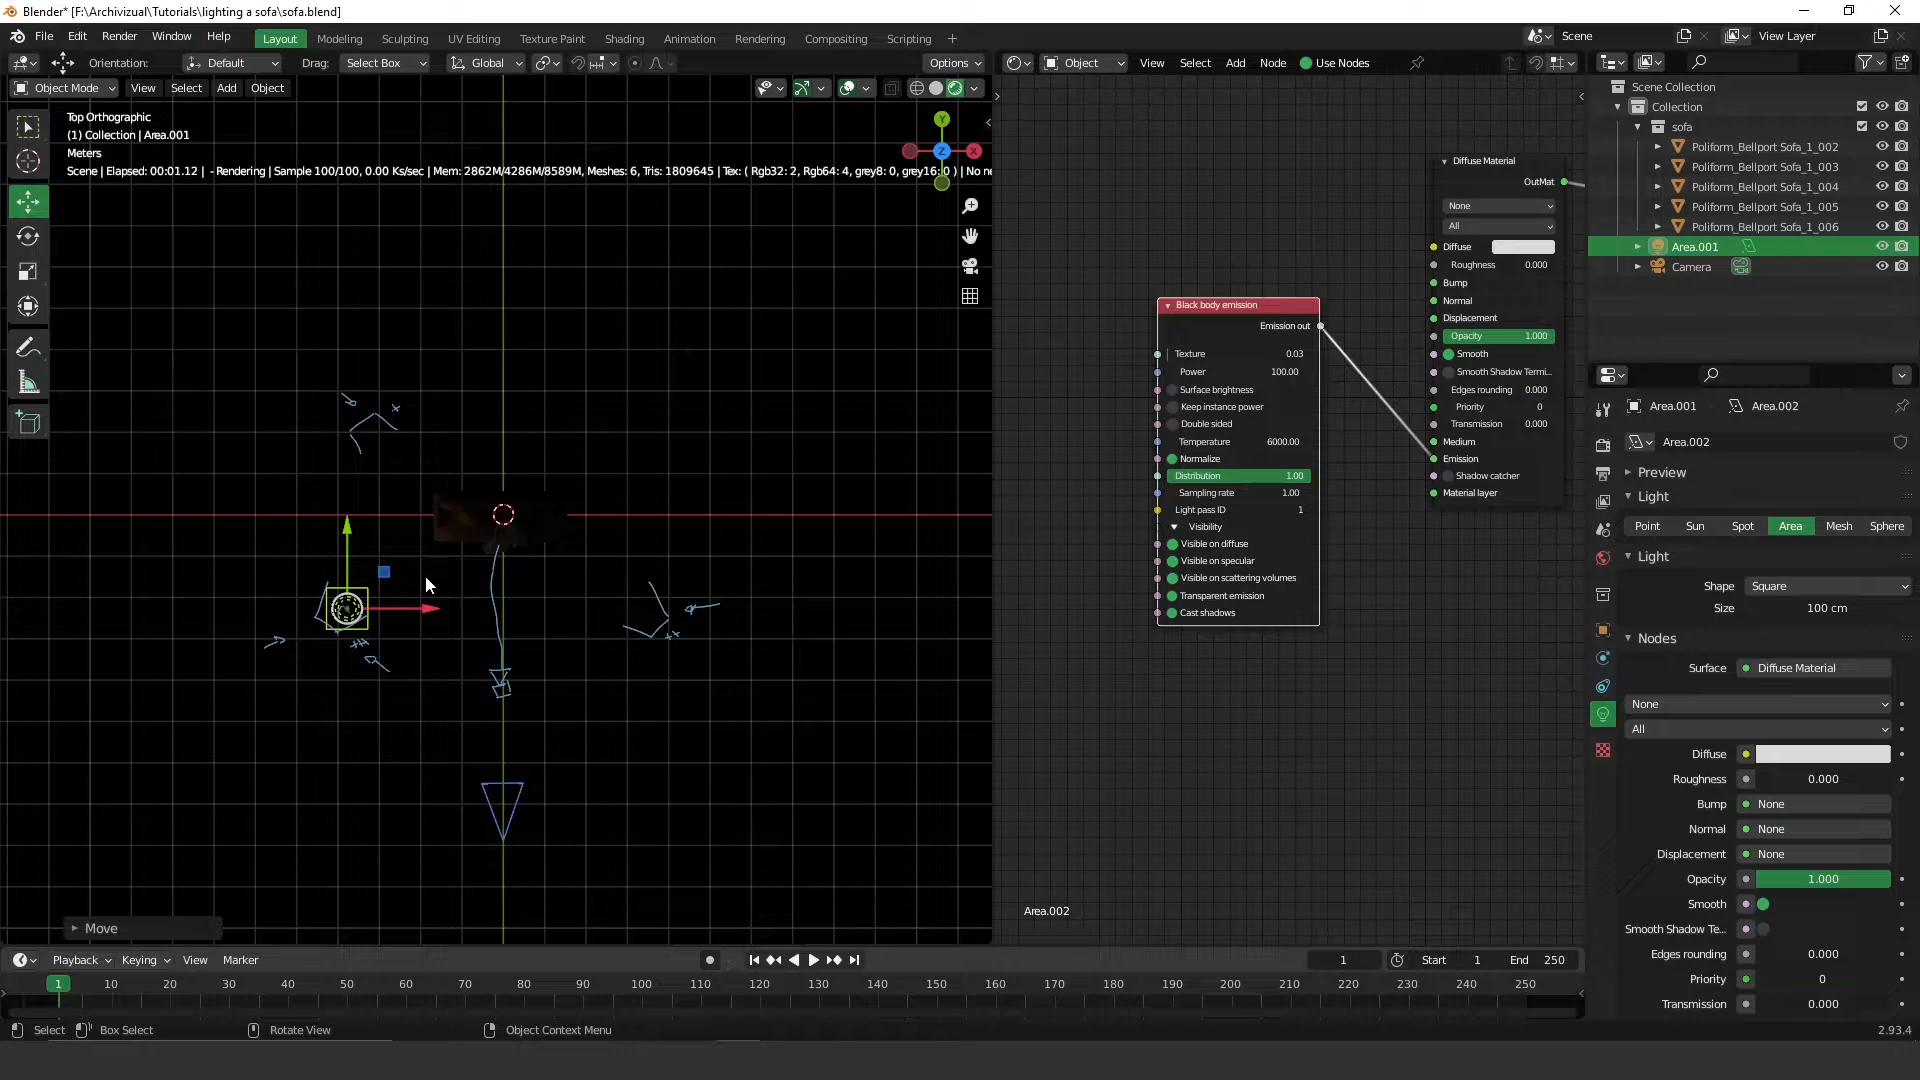 Blender* [F:\Archivizual\Tutorials\lighting a sofa\sofa.blend]
File Edit Render Window Help Layout Modeling Sculpting UV Editing Texture Paint Shading Animation Rendering Compositing Scripting + Scene View Layer
Orientation: Default Drag: Select Box Global Options Object View Select Add Node Use Nodes
Object Mode View Select Add Object
Top Orthographic
(1) Collection | Area.001
Meters
Scene | Elapsed: 00:01.12 | - Rendering | Sample 100/100, 0.00 Ks/sec | Mem: 2862M/4286M/8589M, Meshes: 6, Tris: 1809645 | Tex: ( Rgb32: 2, Rgb64: 4, grey8: 0, grey16: 0 ) | No ne
Y
Z X
Move
Black body emission
Emission out
Texture 0.03
Power 100.00
Surface brightness
Keep instance power
Double sided
Temperature 6000.00
Normalize
Distribution 1.00
Sampling rate 1.00
Light pass ID 1
Visibility
Visible on diffuse
Visible on specular
Visible on scattering volumes
Transparent emission
Cast shadows
Diffuse Material
OutMat
None
All
Diffuse
Roughness 0.000
Bump
Normal
Displacement
Opacity 1.000
Smooth
Smooth Shadow Termi...
Edges rounding 0.000
Priority 0
Transmission 0.000
Medium
Emission
Shadow catcher
Material layer
Area.002
Scene Collection
Collection
sofa
Poliform_Bellport Sofa_1_002
Poliform_Bellport Sofa_1_003
Poliform_Bellport Sofa_1_004
Poliform_Bellport Sofa_1_005
Poliform_Bellport Sofa_1_006
Area.001
Camera
Area.001 Area.002
Area.002
Preview
Light
Point Sun Spot Area Mesh Sphere
Light
Shape Square
Size 100 cm
Nodes
Surface Diffuse Material
None
All
Diffuse
Roughness 0.000
Bump None
Normal None
Displacement None
Opacity 1.000
Smooth
Smooth Shadow Te...
Edges rounding 0.000
Priority 0
Transmission 0.000
Playback Keying View Marker 1 Start 1 End 250
1 10 20 30 40 50 60 70 80 90 100 110 120 130 140 150 160 170 180 190 200 210 220 230 240 250
Select Box Select Rotate View Object Context Menu 2.93.4